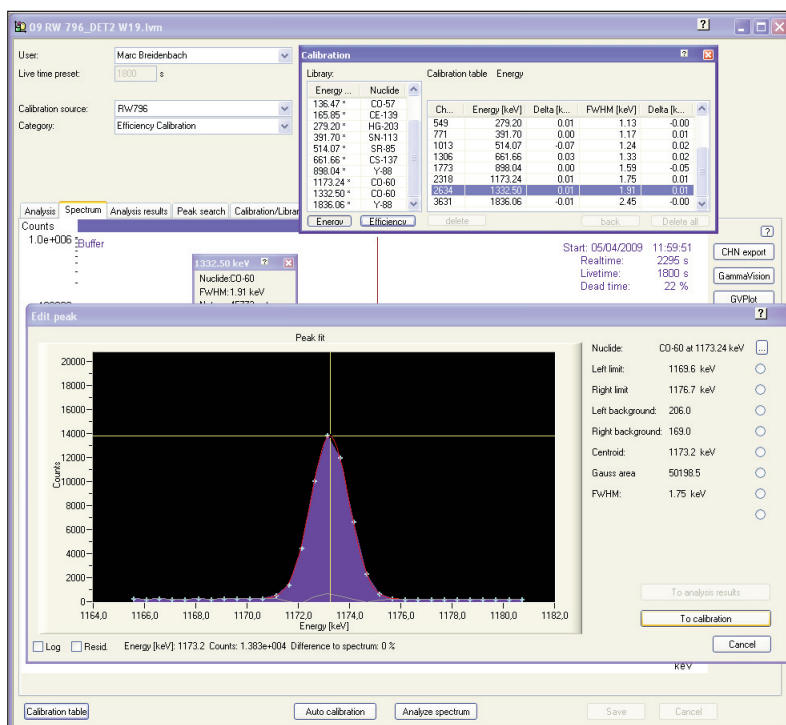 09 RW 796_DET2 W19.lvm
User: Marc Breidenbach
Live time preset: 1800 s
Calibration source: RW796
Category: Efficiency Calibration
Calibration
Library:
Energy ... Nuclide
136.47 * CO-57
165.85 * CE-139
279.20 * HG-203
391.70 * SN-113
514.07 * SR-85
661.66 * CS-137
898.04 * Y-88
1173.24 * CO-60
1332.50 * CO-60
1836.06 * Y-88
Energy Efficiency
Calibration table Energy
Ch... Energy [keV] Delta [k... FWHM [keV] Delta [k...
549 279.20 0.01 1.13 -0.00
771 391.70 0.00 1.17 0.01
1013 514.07 -0.07 1.24 0.02
1306 661.66 0.03 1.33 0.02
1773 898.04 0.00 1.59 -0.05
2318 1173.24 0.01 1.75 0.01
2634 1332.50 0.01 1.91 0.01
3631 1836.06 -0.01 2.45 -0.00
delete back Delete all
Analysis Spectrum Analysis results Peak search
Counts
1.0e+006
Buffer
1332.50 keV ?
Nuclide:CO-60
FWHM:1.91 keV
Start: 05/04/2009 11:59:51
Realtime: 2295 s
Livetime: 1800 s
Dead time: 22 %
?
CHN export
GammaVision
GVPlot
Edit peak ?
Peak fit
20000
18000
16000
14000
12000
10000
8000
6000
4000
2000
0
Counts
1164,0 1166,0 1168,0 1170,0 1172,0 1174,0 1176,0 1178,0 1180,0 1182,0
Energy [keV]
Nuclide: CO-60 at 1173.24 keV ...
Left limit: 1169.6 keV
Right limit 1176.7 keV
Left background: 206.0
Right background: 169.0
Centroid: 1173.2 keV
Gauss area 50198.5
FWHM: 1.75 keV
To analysis results
To calibration
Cancel
Log Resid. Energy [keV]: 1173.2 Counts: 1.383e+004 Difference to spectrum: 0 %
keV
Calibration table Auto calibration Analyze spectrum Save Cancel